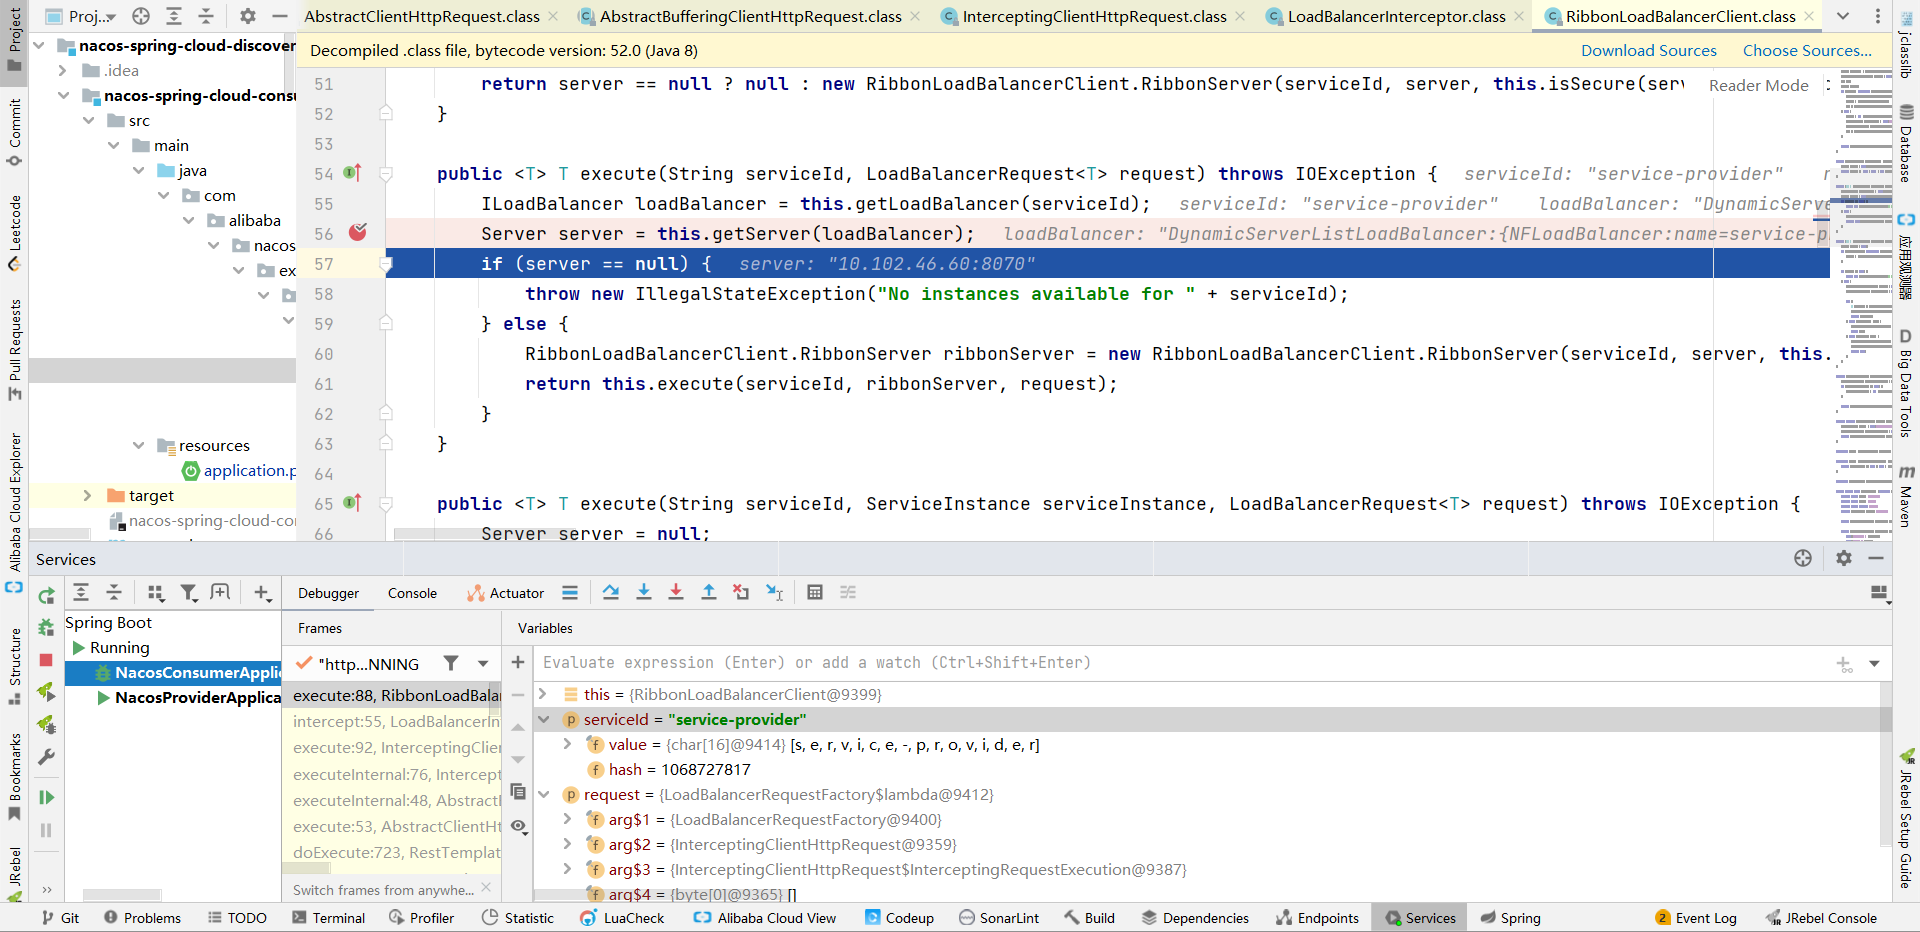 Project
Commit
Leetcode
Pull Requests
Alibaba Cloud Explorer
Structure
Bookmarks
JRebel
Proj...
nacos-spring-cloud-discover
.idea
nacos-spring-cloud-consu
src
main
java
com
alibaba
nacos
ex
resources
application.p
target
nacos-spring-cloud-con
AbstractClientHttpRequest.class
AbstractBufferingClientHttpRequest.class
InterceptingClientHttpRequest.class
LoadBalancerInterceptor.class
RibbonLoadBalancerClient.class
Decompiled .class file, bytecode version: 52.0 (Java 8)
Download Sources
Choose Sources...
Reader Mode
51 return server == null ? null : new RibbonLoadBalancerClient.RibbonServer(serviceId, server, this.isSecure(serv
52 }
53
54 public <T> T execute(String serviceId, LoadBalancerRequest<T> request) throws IOException { serviceId: "service-provider"
55 ILoadBalancer loadBalancer = this.getLoadBalancer(serviceId); serviceId: "service-provider" loadBalancer: "DynamicServe
56 Server server = this.getServer(loadBalancer); loadBalancer: "DynamicServerListLoadBalancer:{NFLoadBalancer:name=service-p
57 if (server == null) { server: "10.102.46.60:8070"
58 throw new IllegalStateException("No instances available for " + serviceId);
59 } else {
60 RibbonLoadBalancerClient.RibbonServer ribbonServer = new RibbonLoadBalancerClient.RibbonServer(serviceId, server, this.
61 return this.execute(serviceId, ribbonServer, request);
62 }
63 }
64
65 public <T> T execute(String serviceId, ServiceInstance serviceInstance, LoadBalancerRequest<T> request) throws IOException {
66 Server server = null;
jclasslib
Database
应用观测器
Big Data Tools
Maven
JRebel Setup Guide
Services
Debugger
Console
Actuator
Spring Boot
Running
NacosConsumerApplic
NacosProviderApplica
Frames
"http...NNING
execute:88, RibbonLoadBalan
intercept:55, LoadBalancerIn
execute:92, InterceptingClier
executeInternal:76, Intercept
executeInternal:48, AbstractB
execute:53, AbstractClientHt
doExecute:723, RestTemplat
Switch frames from anywhe...
Variables
Evaluate expression (Enter) or add a watch (Ctrl+Shift+Enter)
this = {RibbonLoadBalancerClient@9399}
serviceId = "service-provider"
value = {char[16]@9414} [s, e, r, v, i, c, e, -, p, r, o, v, i, d, e, r]
hash = 1068727817
request = {LoadBalancerRequestFactory$lambda@9412}
arg$1 = {LoadBalancerRequestFactory@9400}
arg$2 = {InterceptingClientHttpRequest@9359}
arg$3 = {InterceptingClientHttpRequest$InterceptingRequestExecution@9387}
arg$4 = {byte[0]@9365} []
Git
Problems
TODO
Terminal
Profiler
Statistic
LuaCheck
Alibaba Cloud View
Codeup
SonarLint
Build
Dependencies
Endpoints
Services
Spring
2 Event Log
JRebel Console